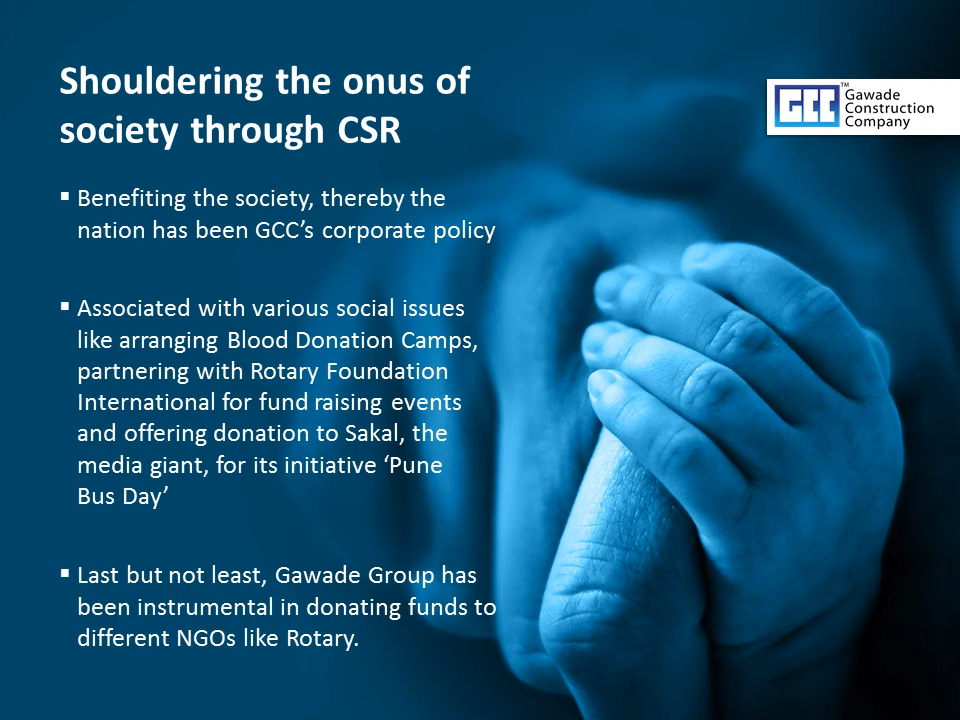 Shouldering the onus of
society through CSR
GCC™
Gawade
Construction
Company
▪ Benefiting the society, thereby the
nation has been GCC’s corporate policy
▪ Associated with various social issues
like arranging Blood Donation Camps,
partnering with Rotary Foundation
International for fund raising events
and offering donation to Sakal, the
media giant, for its initiative ‘Pune
Bus Day’
▪ Last but not least, Gawade Group has
been instrumental in donating funds to
different NGOs like Rotary.